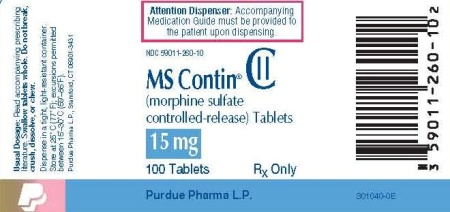 Usual Dosage: Read accompanying prescribing
literature. Swallow tablets whole. Do not break,
crush, dissolve, or chew.
Dispense in a tight, light-resistant container.
Store at 25°C (77°F); excursions permitted
between 15°-30°C (59°-86°F).
Purdue Pharma L.P., Stamford, CT 06901-3431
Attention Dispenser: Accompanying
Medication Guide must be provided to
the patient upon dispensing.
NDC 59011-260-10
MS Contin® CII
(morphine sulfate
controlled-release) Tablets
15 mg
100 Tablets Rx Only
Purdue Pharma L.P.
301040-0E
3 59011-260-10 2